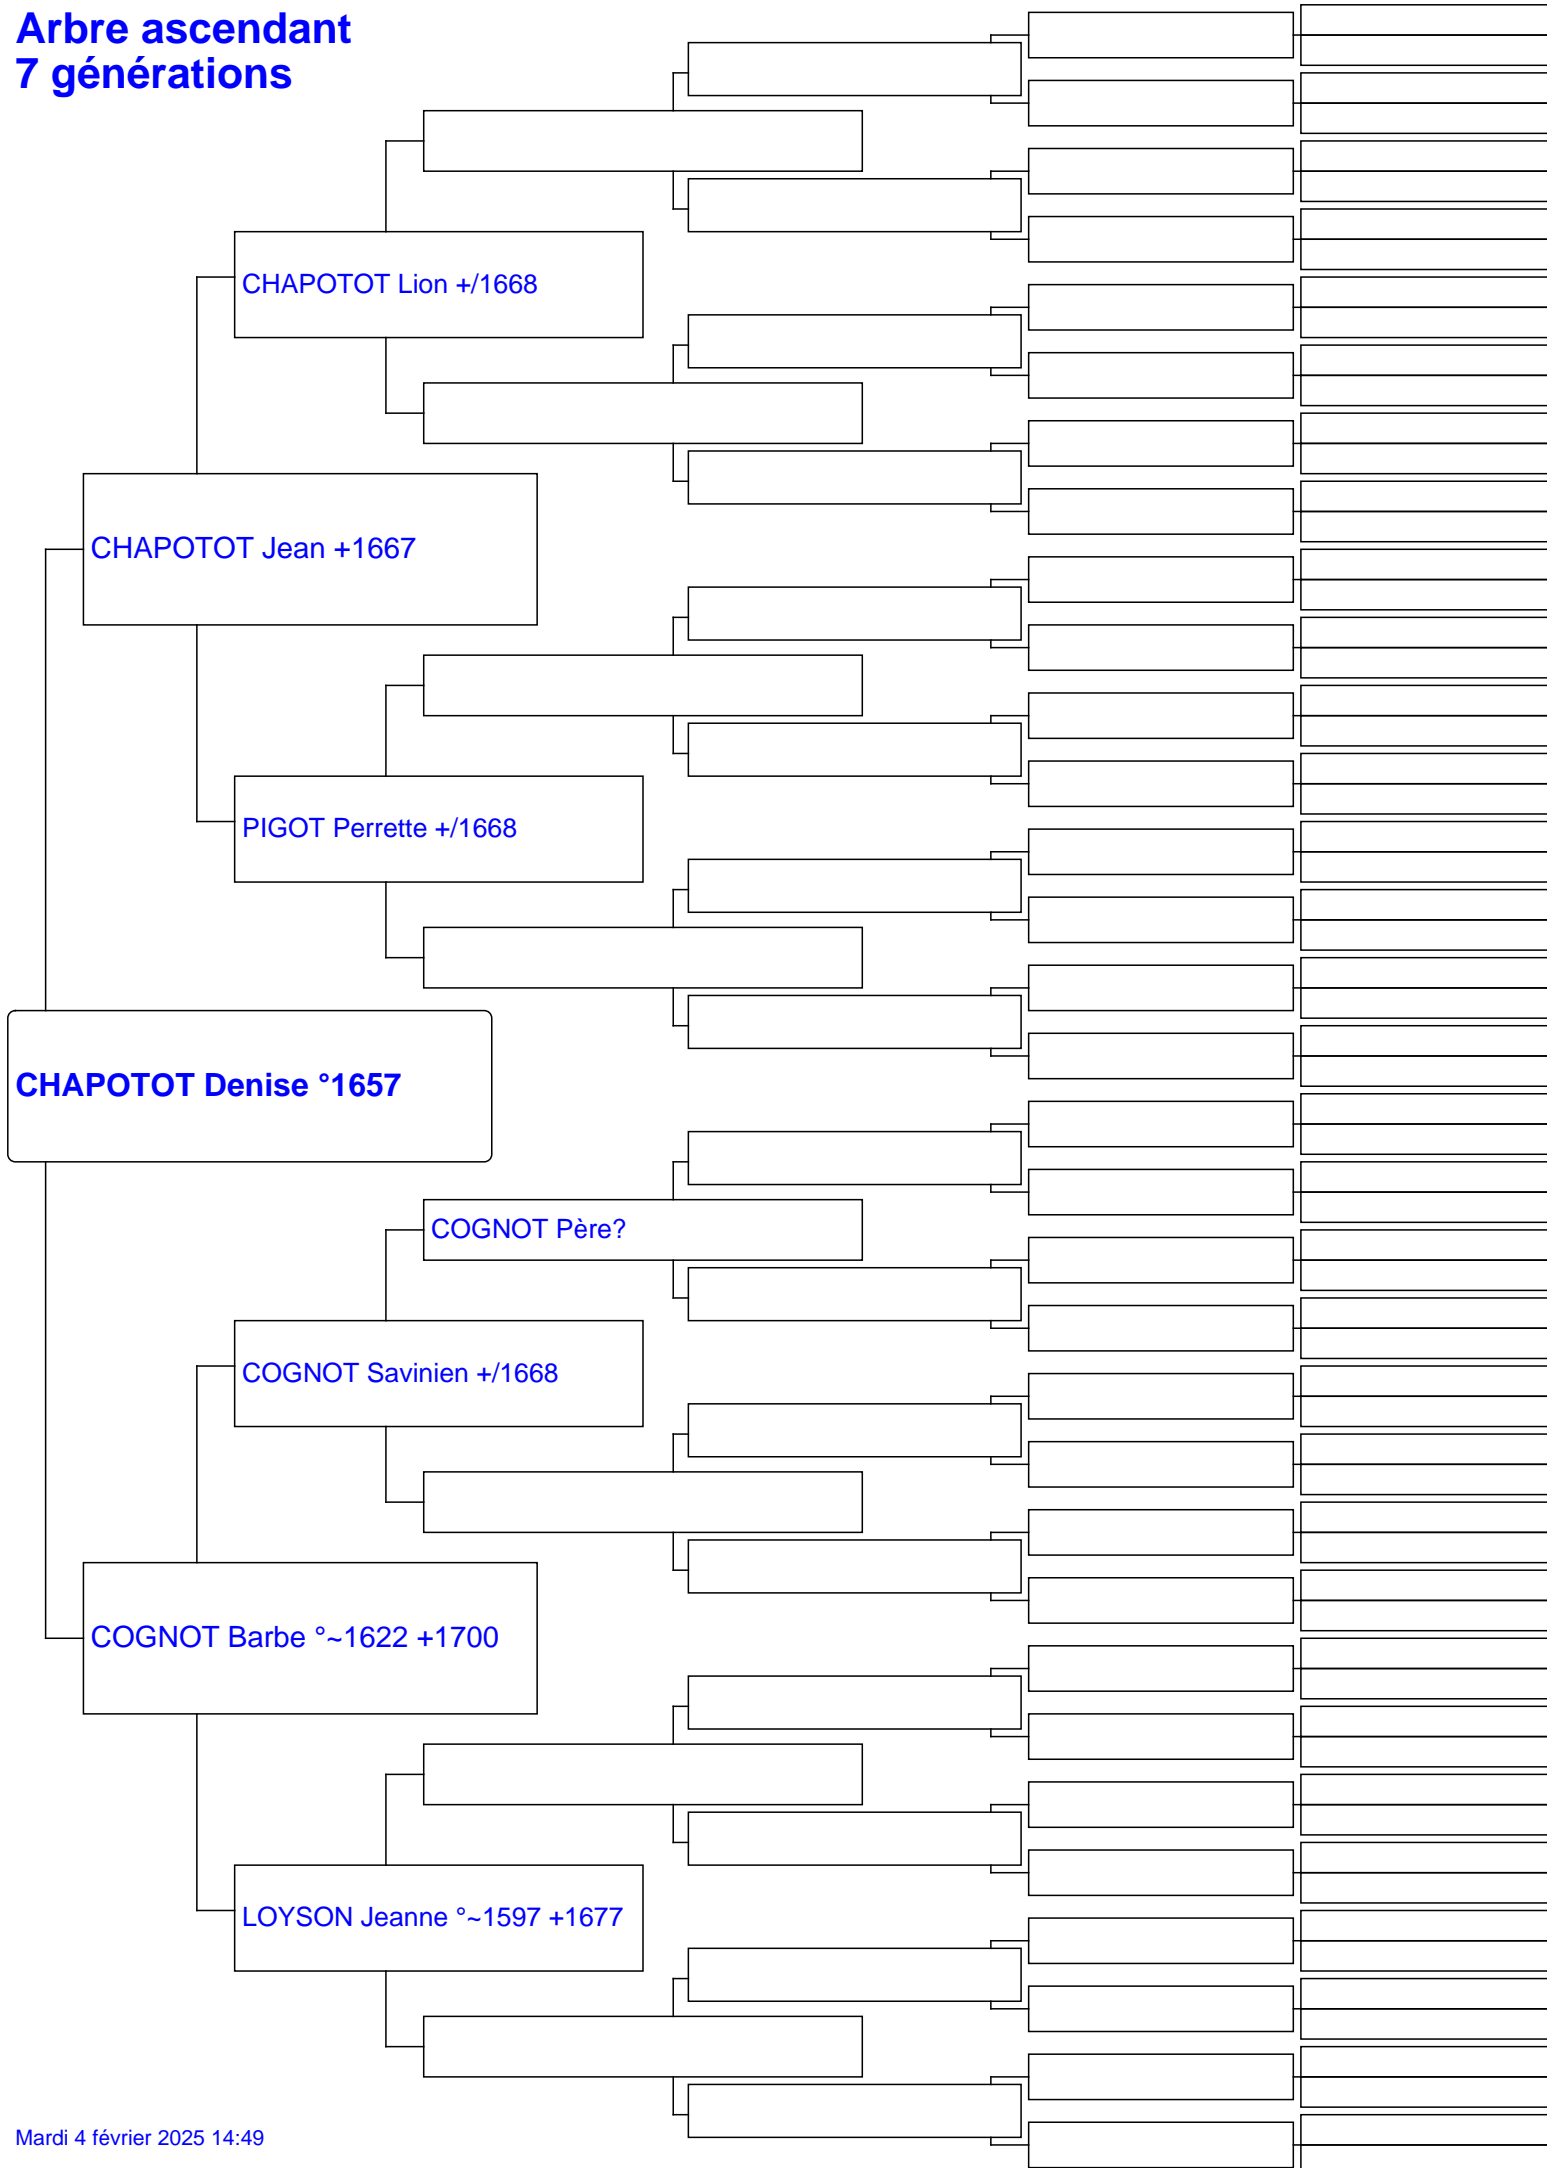 Arbre ascendant
7 générations
CHAPOTOT Lion +/1668
CHAPOTOT Jean +1667
PIGOT Perrette +/1668
CHAPOTOT Denise °1657
COGNOT Père?
COGNOT Savinien +/1668
COGNOT Barbe °~1622 +1700
LOYSON Jeanne °~1597 +1677
Mardi 4 février 2025 14:49